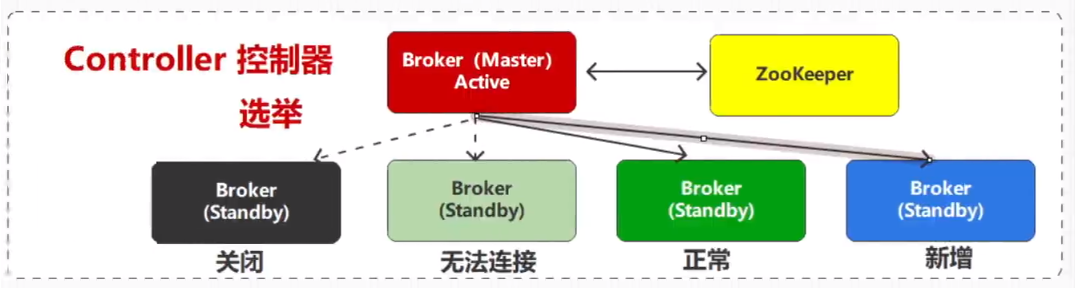 Controller 控制器
选举
Broker（Master）
Active
ZooKeeper
Broker
(Standby)
Broker
(Standby)
Broker
(Standby)
Broker
(Standby)
关闭
无法连接
正常
新增